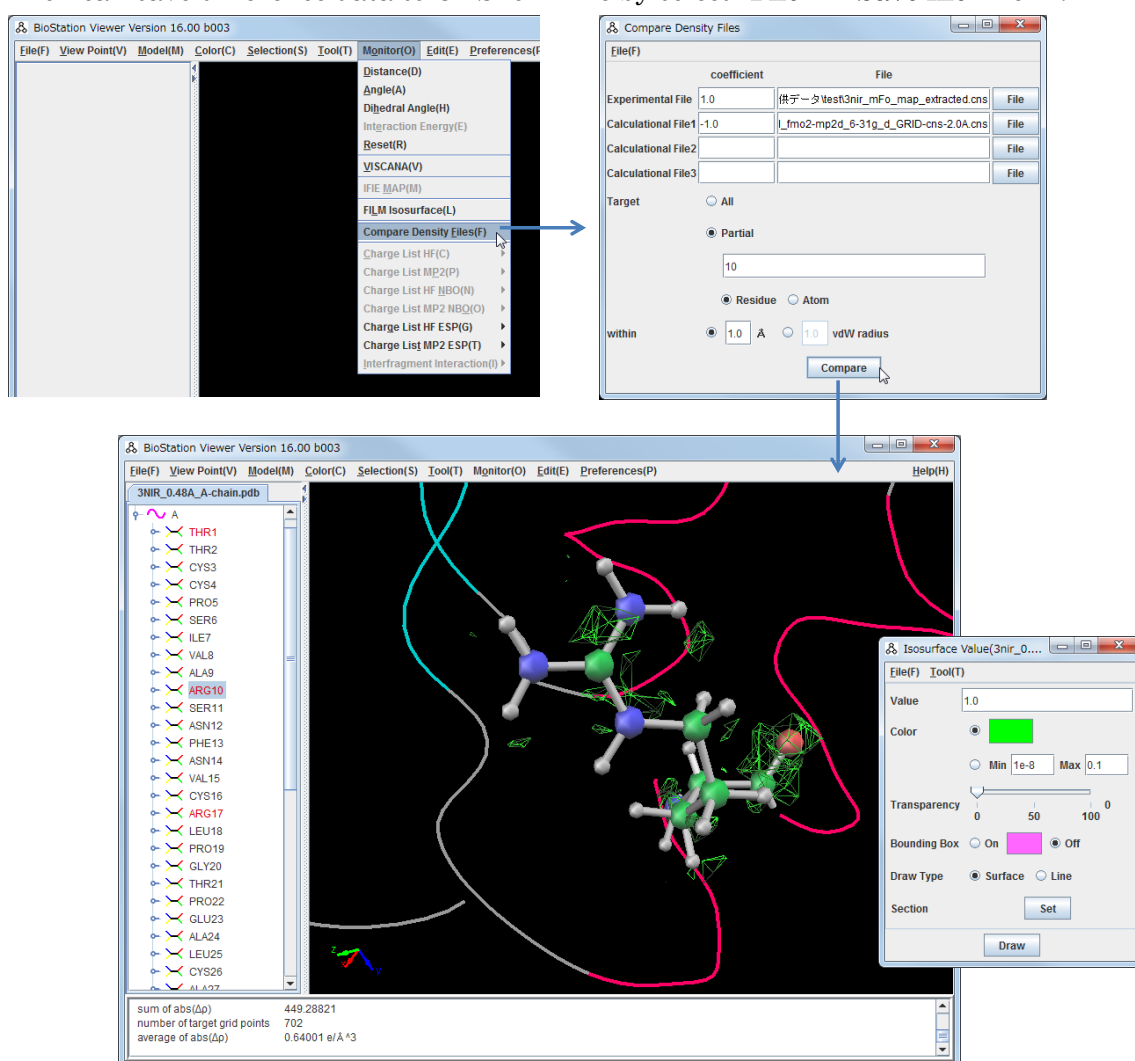 BioStation Viewer Version 16.00 b003
File(F) View Point(V) Model(M) Color(C) Selection(S) Tool(T) Monitor(O) Edit(E)
Distance(D)
Angle(A)
Dihedral Angle(H)
Interaction Energy(E)
Reset(R)
VISCANA(V)
IFIE MAP(M)
FILM Isosurface(L)
Compare Density Files(F)
Charge List HF(C)
Charge List MP2(P)
Charge List HF NBO(N)
Charge List MP2 NBO(O)
Charge List HF ESP(G)
Charge List MP2 ESP(T)
Interfragment Interaction(I)
Compare Density Files
File(F)
coefficient File
Experimental File 1.0 供データ\test\3nir_mFo_map_extracted.cns File
Calculational File1 -1.0 l_fmo2-mp2d_6-31g_d_GRID-cns-2.0A.cns File
Calculational File2 File
Calculational File3 File
Target All
Partial
10
Residue Atom
within 1.0 Å 1.0 vdW radius
Compare
BioStation Viewer Version 16.00 b003
File(F) View Point(V) Model(M) Color(C) Selection(S) Tool(T) Monitor(O) Edit(E) Preferences(P) Help(H)
3NIR_0.48A_A-chain.pdb
A
THR1
THR2
CYS3
CYS4
PRO5
SER6
ILE7
VAL8
ALA9
ARG10
SER11
ASN12
PHE13
ASN14
VAL15
CYS16
ARG17
LEU18
PRO19
GLY20
THR21
PRO22
GLU23
ALA24
LEU25
CYS26
ALA27
Z
Y
sum of abs(Δρ) 449.28821
number of target grid points 702
average of abs(Δρ) 0.64001 e/Å^3
Isosurface Value(3nir_0....
File(F) Tool(T)
Value 1.0
Color
Min 1e-8 Max 0.1
Transparency 0
0 50 100
Bounding Box On Off
Draw Type Surface Line
Section Set
Draw